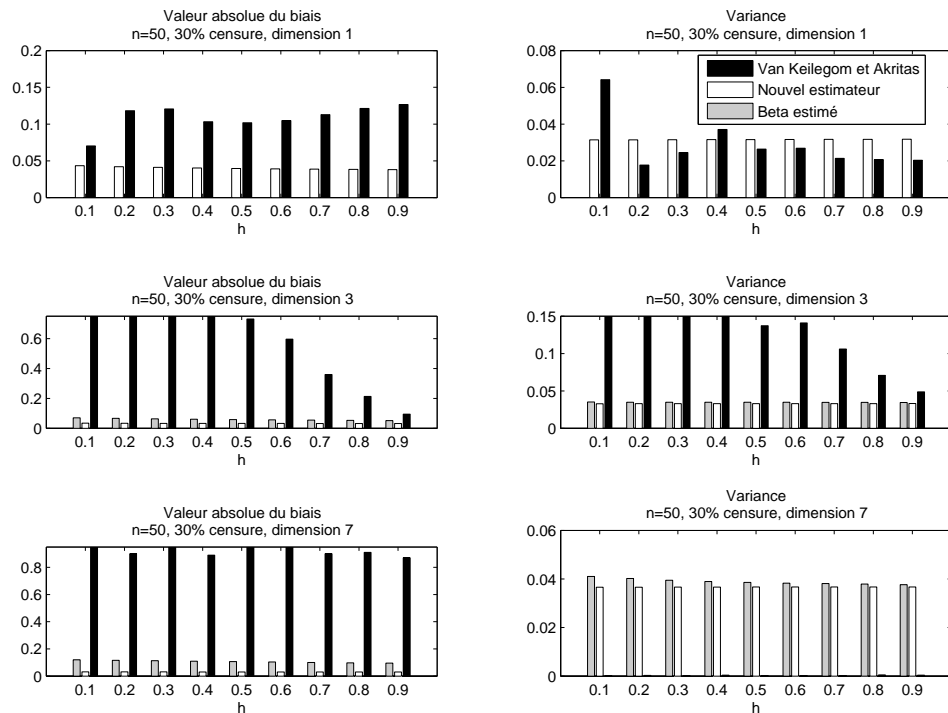 Valeur absolue du biais
n=50, 30% censure, dimension 1
0.2
0.15
0.1
0.05
0
0.1 0.2 0.3 0.4 0.5 0.6 0.7 0.8 0.9
h
Variance
n=50, 30% censure, dimension 1
0.08
0.06
0.04
0.02
0
Van Keilegom et Akritas
Nouvel estimateur
Beta estimé
0.1 0.2 0.3 0.4 0.5 0.6 0.7 0.8 0.9
h
Valeur absolue du biais
n=50, 30% censure, dimension 3
0.6
0.4
0.2
0
0.1 0.2 0.3 0.4 0.5 0.6 0.7 0.8 0.9
h
Variance
n=50, 30% censure, dimension 3
0.15
0.1
0.05
0
0.1 0.2 0.3 0.4 0.5 0.6 0.7 0.8 0.9
h
Valeur absolue du biais
n=50, 30% censure, dimension 7
0.8
0.6
0.4
0.2
0
0.1 0.2 0.3 0.4 0.5 0.6 0.7 0.8 0.9
h
Variance
n=50, 30% censure, dimension 7
0.06
0.04
0.02
0
0.1 0.2 0.3 0.4 0.5 0.6 0.7 0.8 0.9
h